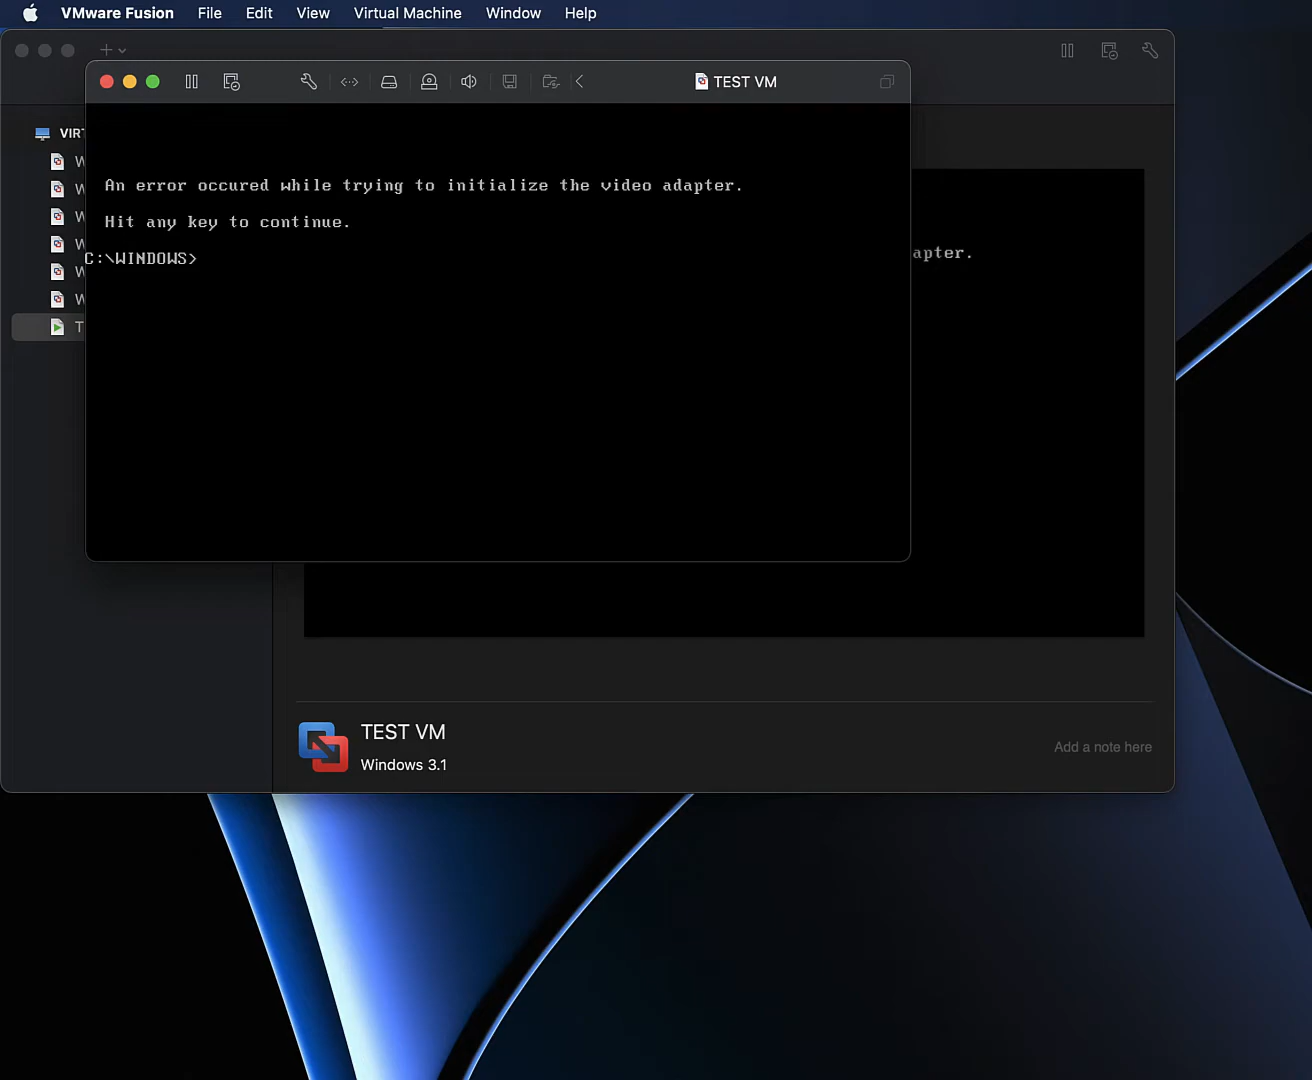 VMware Fusion File Edit View Virtual Machine Window Help
TEST VM
VIRT
W
W
W
W
W
W
T
An error occured while trying to initialize the video adapter.
Hit any key to continue.
C:\WINDOWS>
apter.
TEST VM
Windows 3.1
Add a note here